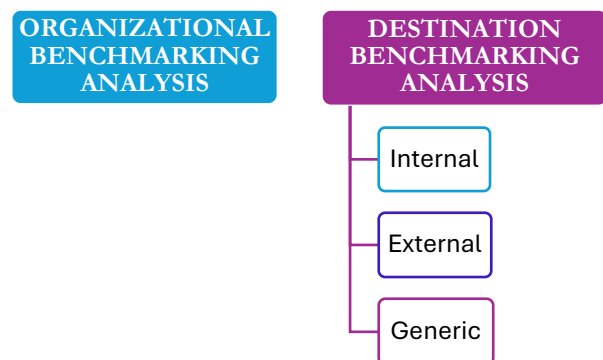 ORGANIZATIONAL
BENCHMARKING
ANALYSIS
DESTINATION
BENCHMARKING
ANALYSIS
Internal
External
Generic